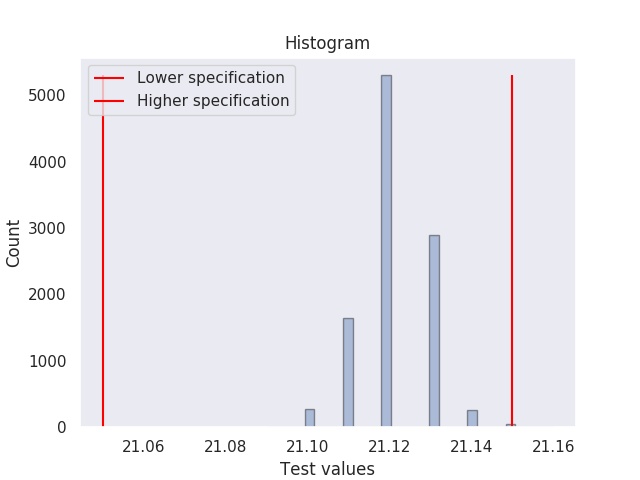 Histogram
Lower specification
Higher specification
5000
4000
3000
2000
1000
0
Count
21.06 21.08 21.10 21.12 21.14 21.16
Test values